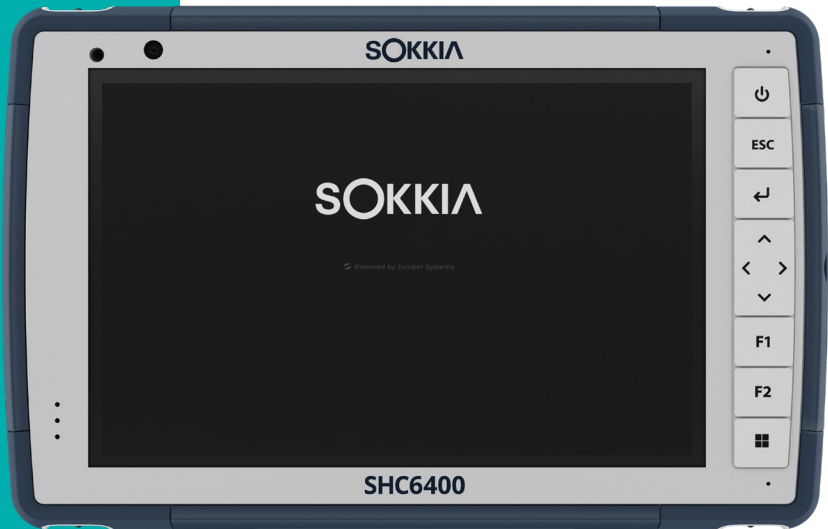 SOKKIA
ESC
SOKKIA
Powered by Juniper Systems
F1
F2
SHC6400